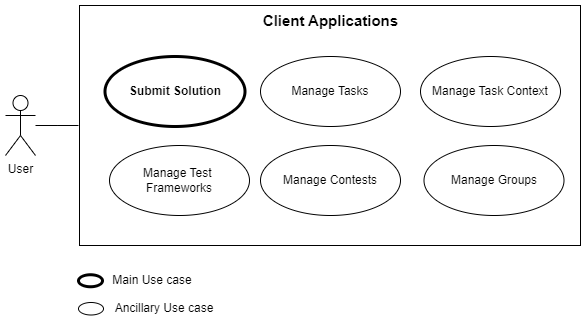 Client Applications
Submit Solution
Manage Tasks
Manage Task Context
User
Manage Test
Frameworks
Manage Contests
Manage Groups
Main Use case
Ancillary Use case